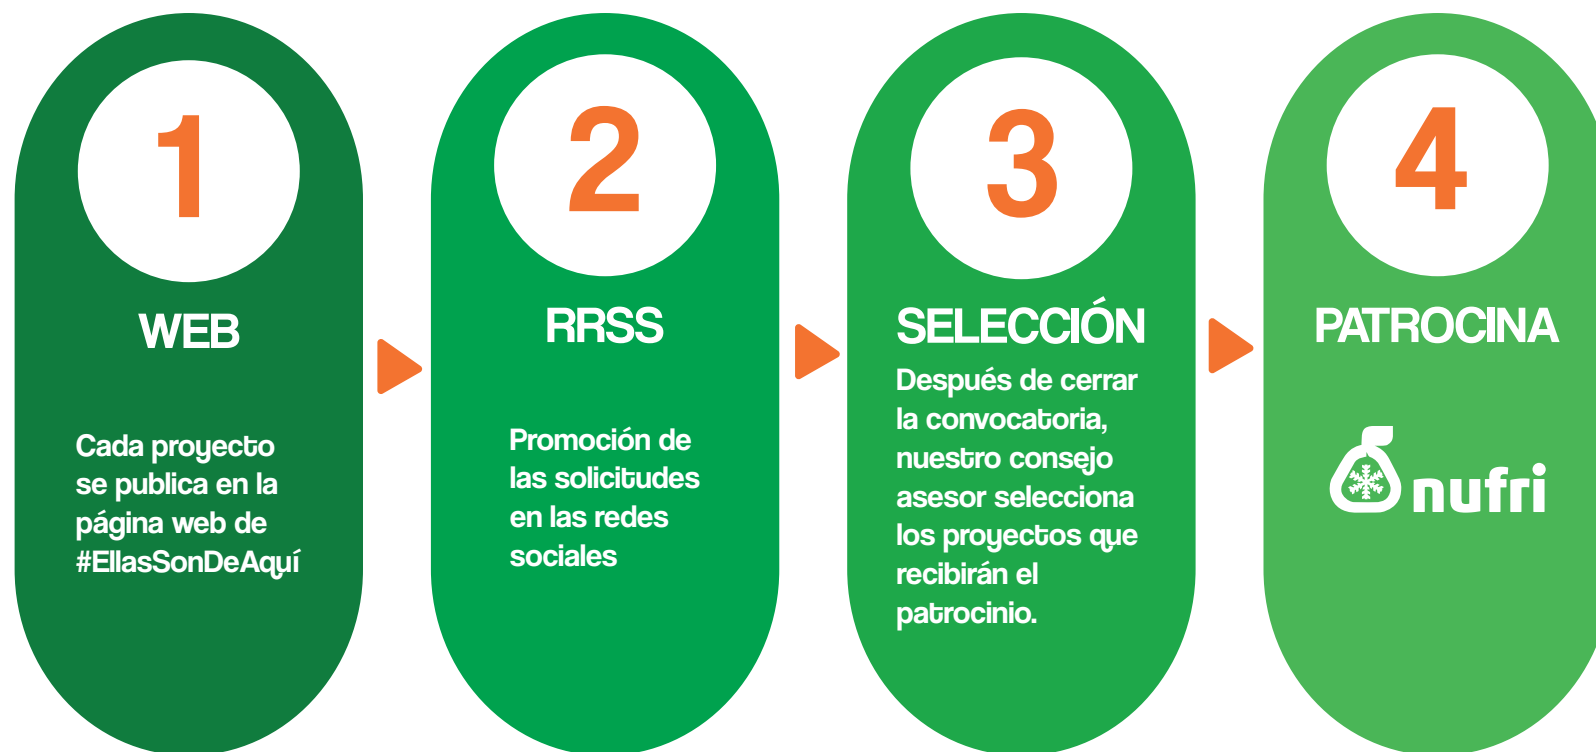 1
WEB
Cada proyecto
se publica en la
página web de
#EllasSonDeAquí
2
RRSS
Promoción de
las solicitudes
en las redes
sociales
3
SELECCIÓN
Después de cerrar
la convocatoria,
nuestro consejo
asesor selecciona
los proyectos que
recibirán el
patrocinio.
4
PATROCINA
nufri